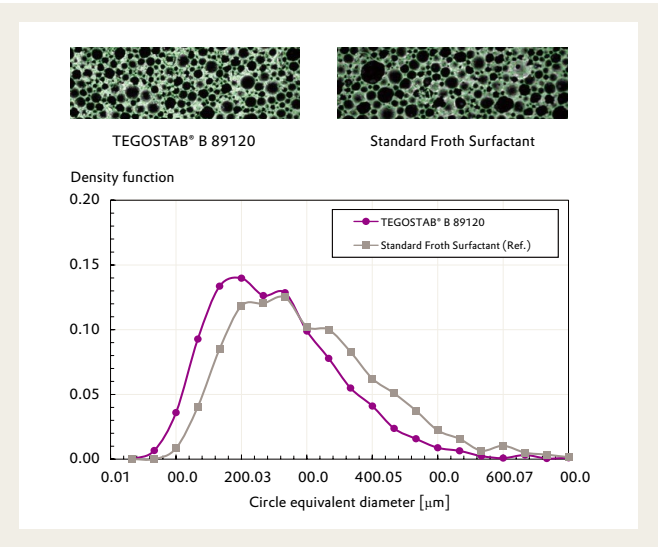 TEGOSTAB® B 89120
Standard Froth Surfactant
Density function
0.20
TEGOSTAB® B 89120
Standard Froth Surfactant (Ref.)
0.15
0.10
0.05
0.00
0.01 00.0 200.03 00.0 400.05 00.0 600.07 00.0
Circle equivalent diameter [μm]